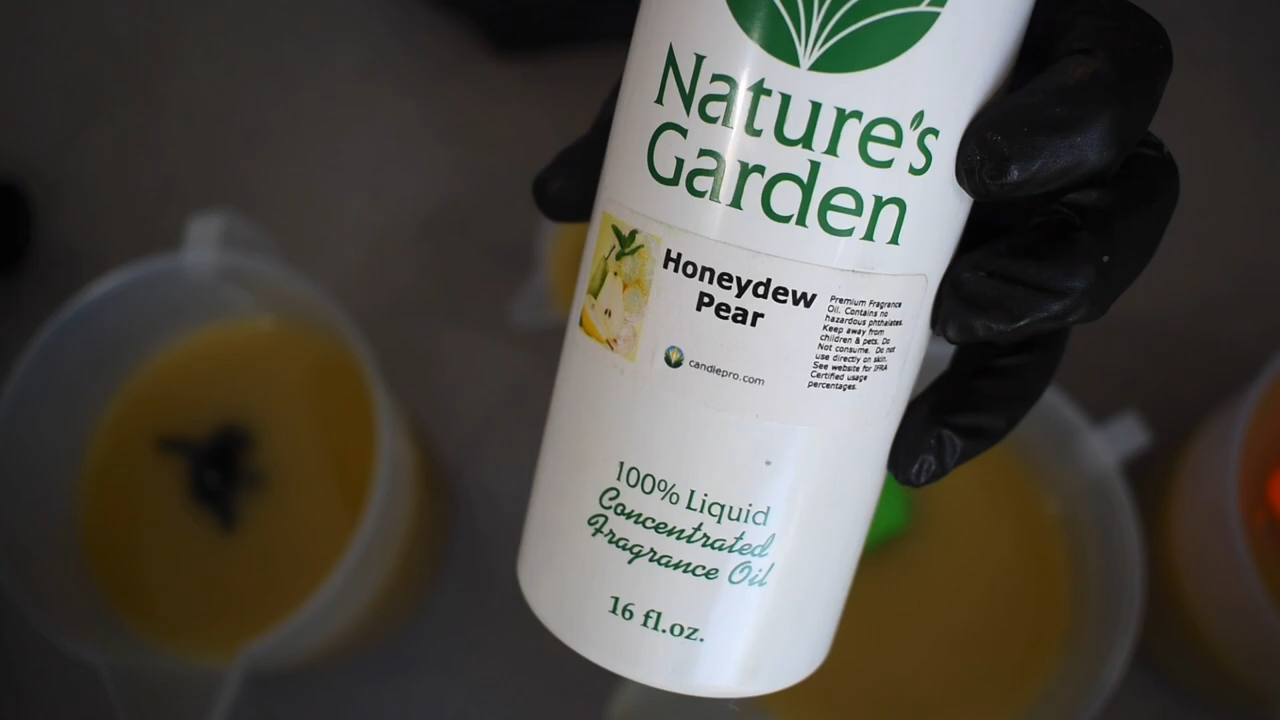 Nature's
Garden
Honeydew
Pear
candlepro.com
Premium Fragrance
Oil. Contains no
hazardous phthalates.
Keep away from
children & pets. Do
Not consume. Do not
use directly on skin.
See website for IFRA
Certified usage
percentages.
100% Liquid
Concentrated
Fragrance Oil
16 fl.oz.